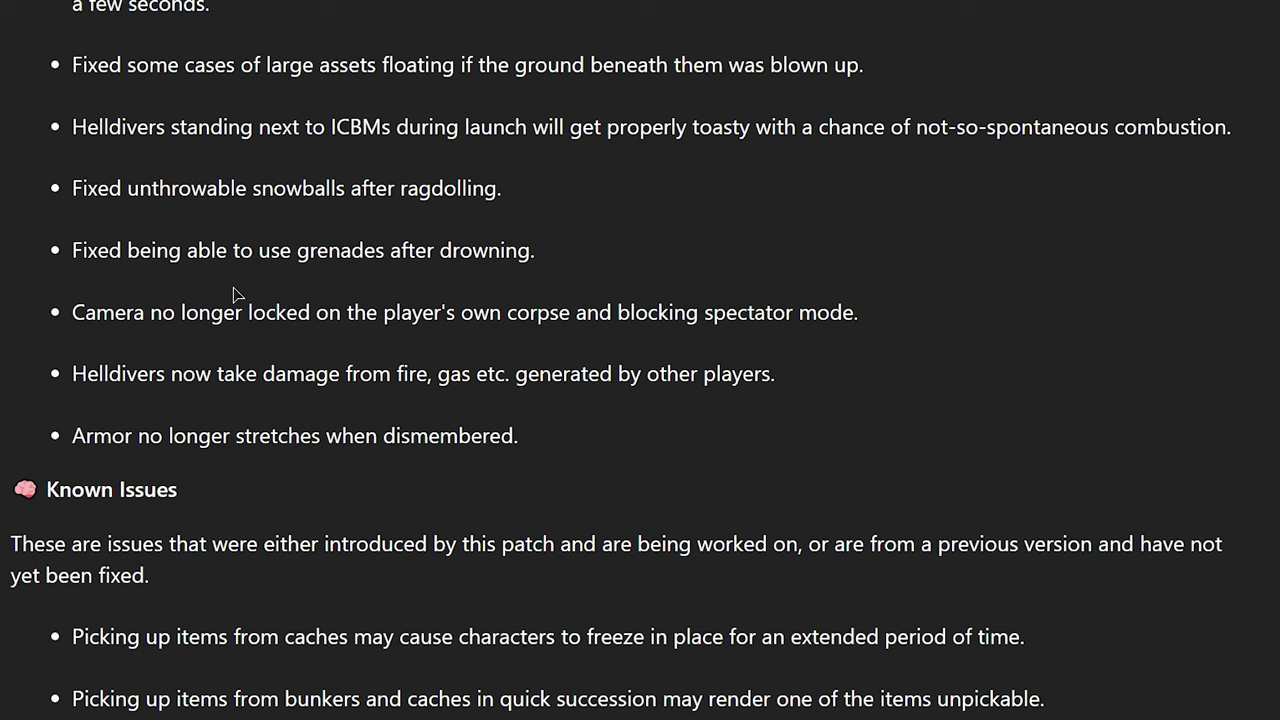 a few seconds.
• Fixed some cases of large assets floating if the ground beneath them was blown up.
• Helldivers standing next to ICBMs during launch will get properly toasty with a chance of not-so-spontaneous combustion.
• Fixed unthrowable snowballs after ragdolling.
• Fixed being able to use grenades after drowning.
• Camera no longer locked on the player's own corpse and blocking spectator mode.
• Helldivers now take damage from fire, gas etc. generated by other players.
• Armor no longer stretches when dismembered.
🧠 Known Issues
These are issues that were either introduced by this patch and are being worked on, or are from a previous version and have not
yet been fixed.
• Picking up items from caches may cause characters to freeze in place for an extended period of time.
• Picking up items from bunkers and caches in quick succession may render one of the items unpickable.